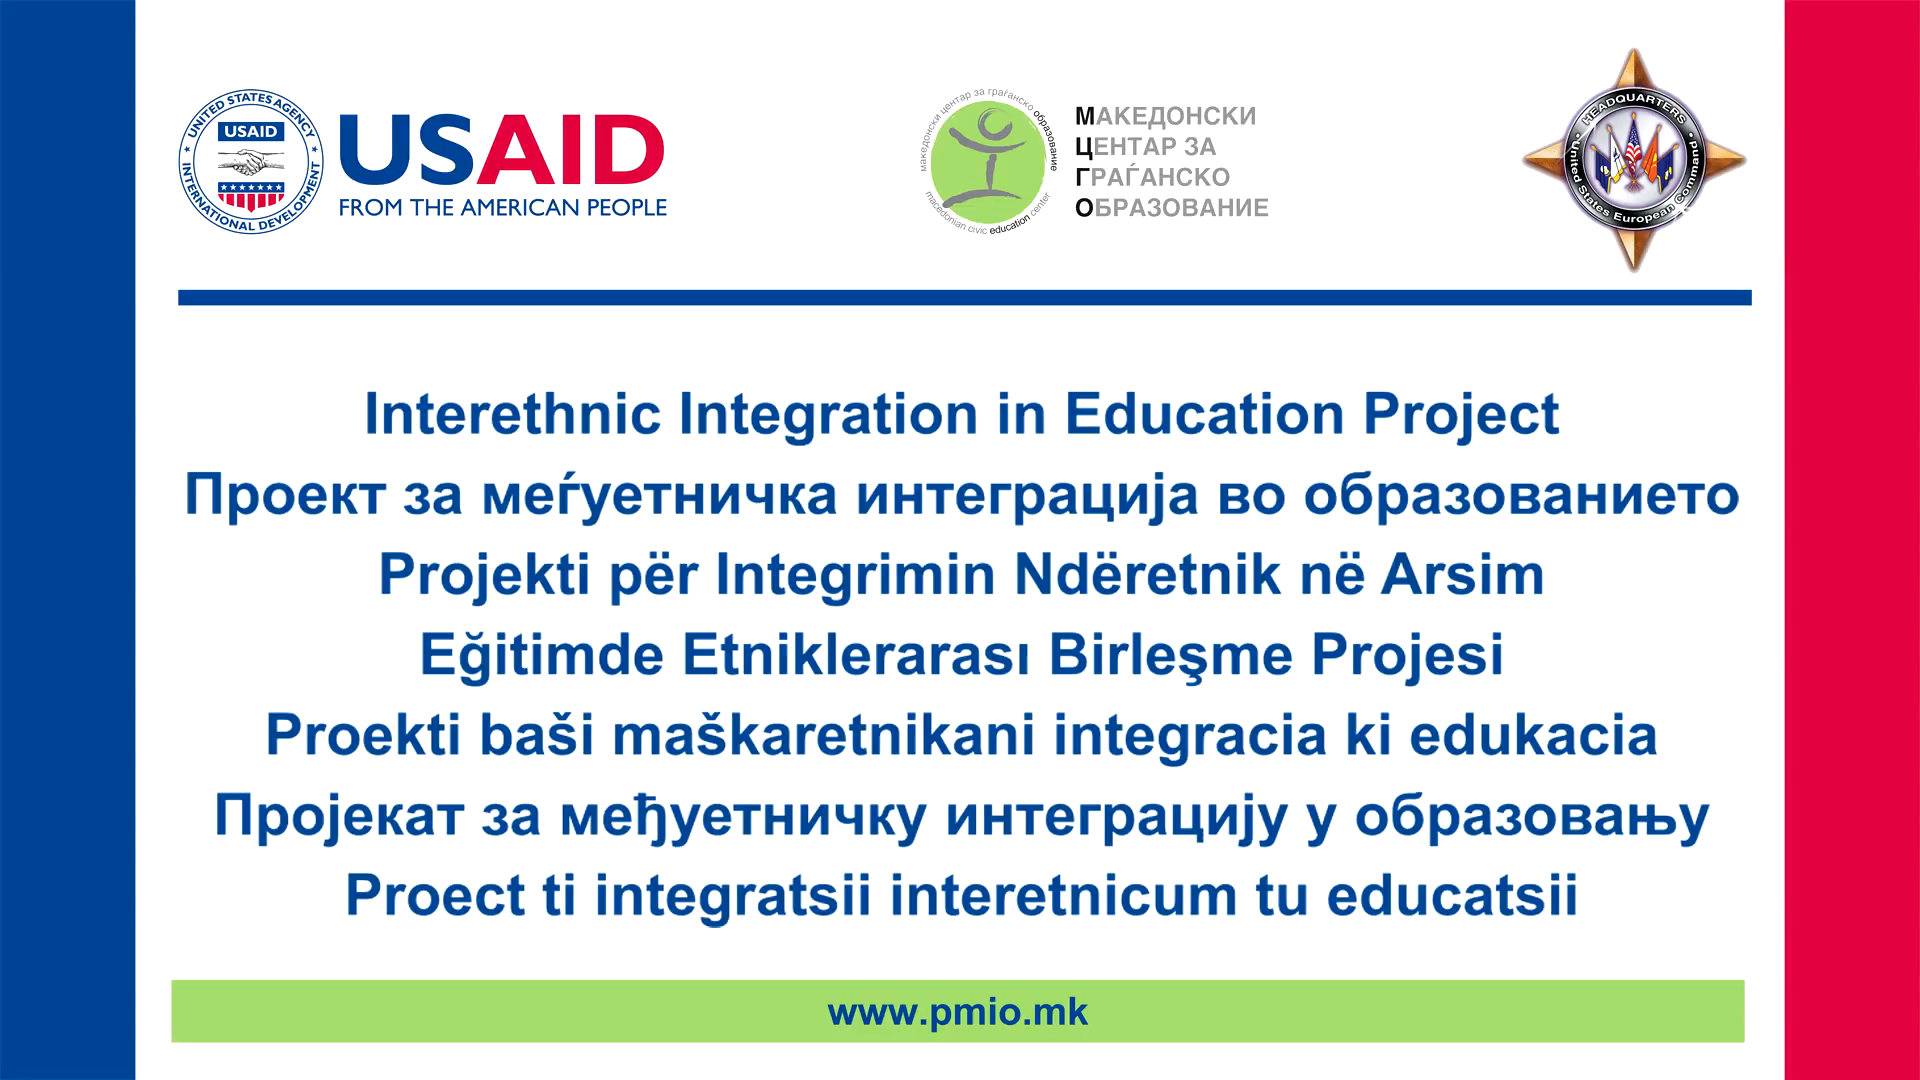 UNITED STATES AGENCY
USAID
INTERNATIONAL DEVELOPMENT
USAID
FROM THE AMERICAN PEOPLE
македонски центар за граѓанско образование
macedonian civic education center
МАКЕДОНСКИ
ЦЕНТАР ЗА
ГРАЃАНСКО
ОБРАЗОВАНИЕ
HEADQUARTERS
United States European Command
Interethnic Integration in Education Project
Проект за меѓуетничка интеграција во образованието
Projekti për Integrimin Ndëretnik në Arsim
Eğitimde Etniklerarası Birleşme Projesi
Proekti baši maškaretnikani integracia ki edukacia
Пројекат за међуетничку интеграцију у образовању
Proect ti integratsii interetnicum tu educatsii
www.pmio.mk